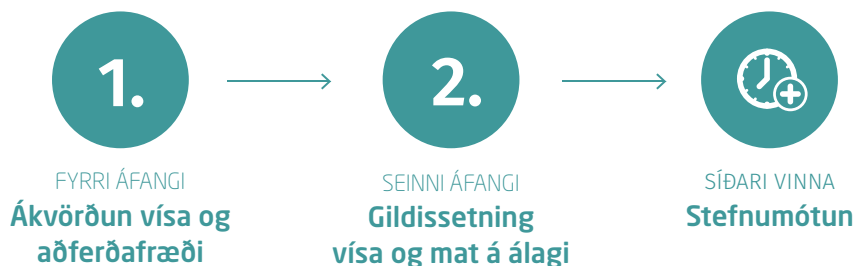 1.
FYRRI ÁFANGI
Ákvörðun vísa og
aðferðafræði
2.
SEINNI ÁFANGI
Gildissetning
vísa og mat á álagi
SÍÐARI VINNA
Stefnumótun